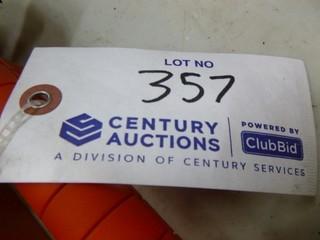 LOT NO
357
CENTURY
AUCTIONS
POWERED BY
ClubBid
A DIVISION OF CENTURY SERVICES